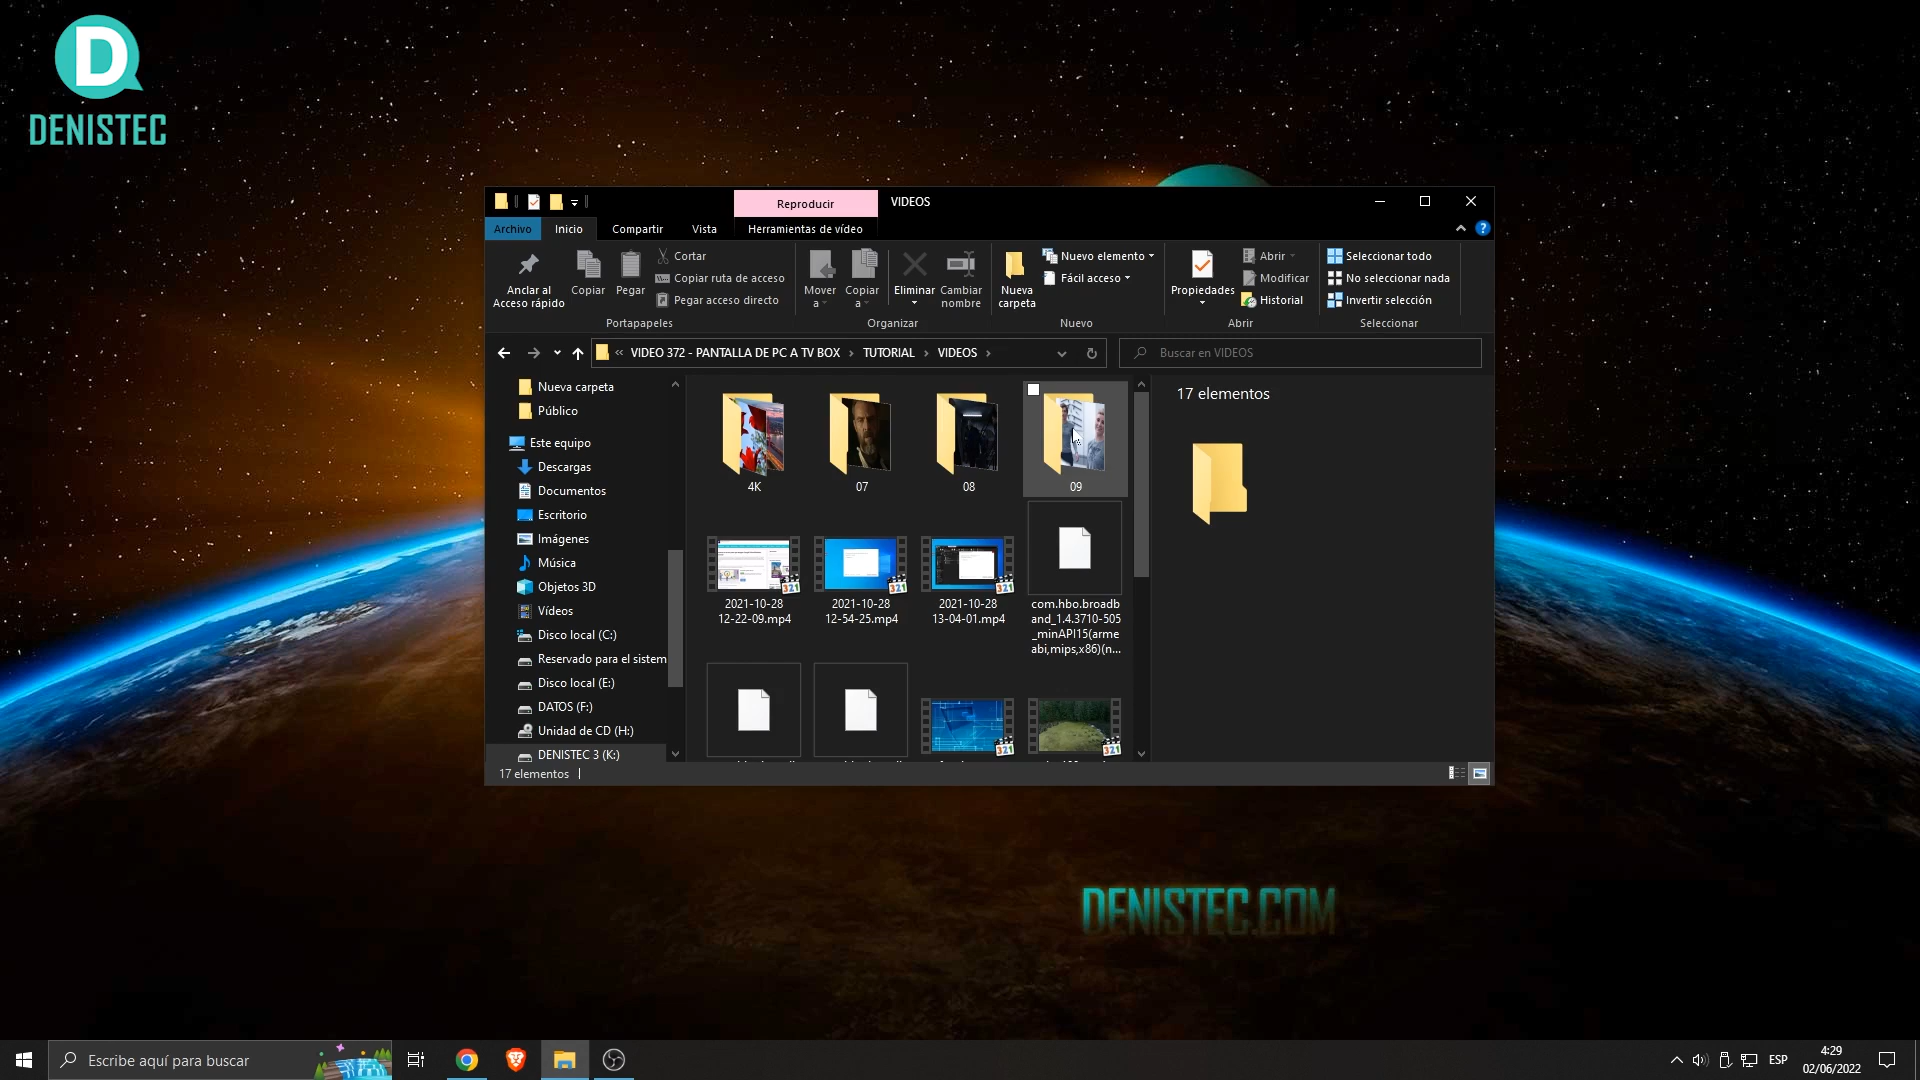 D
DENISTEC
Reproducir
VIDEOS
Archivo
Inicio
Compartir
Vista
Herramientas de vídeo
?
Anclar al
Acceso rápido
Copiar
Pegar
Cortar
Copiar ruta de acceso
Pegar acceso directo
Portapapeles
Mover
a
Copiar
a
Eliminar
Cambiar
nombre
Organizar
Nueva
carpeta
Nuevo elemento
Fácil acceso
Nuevo
Propiedades
Abrir
Modificar
Historial
Abrir
Seleccionar todo
No seleccionar nada
Invertir selección
Seleccionar
« VIDEO 372 - PANTALLA DE PC A TV BOX > TUTORIAL > VIDEOS >
Buscar en VIDEOS
Nueva carpeta
Público
Este equipo
Descargas
Documentos
Escritorio
Imágenes
Música
Objetos 3D
Vídeos
Disco local (C:)
Reservado para el sistem
Disco local (E:)
DATOS (F:)
Unidad de CD (H:)
DENISTEC 3 (K:)
4K
07
08
09
321
321
321
2021-10-28
12-22-09.mp4
2021-10-28
12-54-25.mp4
2021-10-28
13-04-01.mp4
com.hbo.broadb
and_1.4.3710-505
_minAPI15(arme
abi,mips,x86)(n...
321
321
17 elementos
17 elementos
DENISTEC.COM
Escribe aquí para buscar
ESP
4:29
02/06/2022